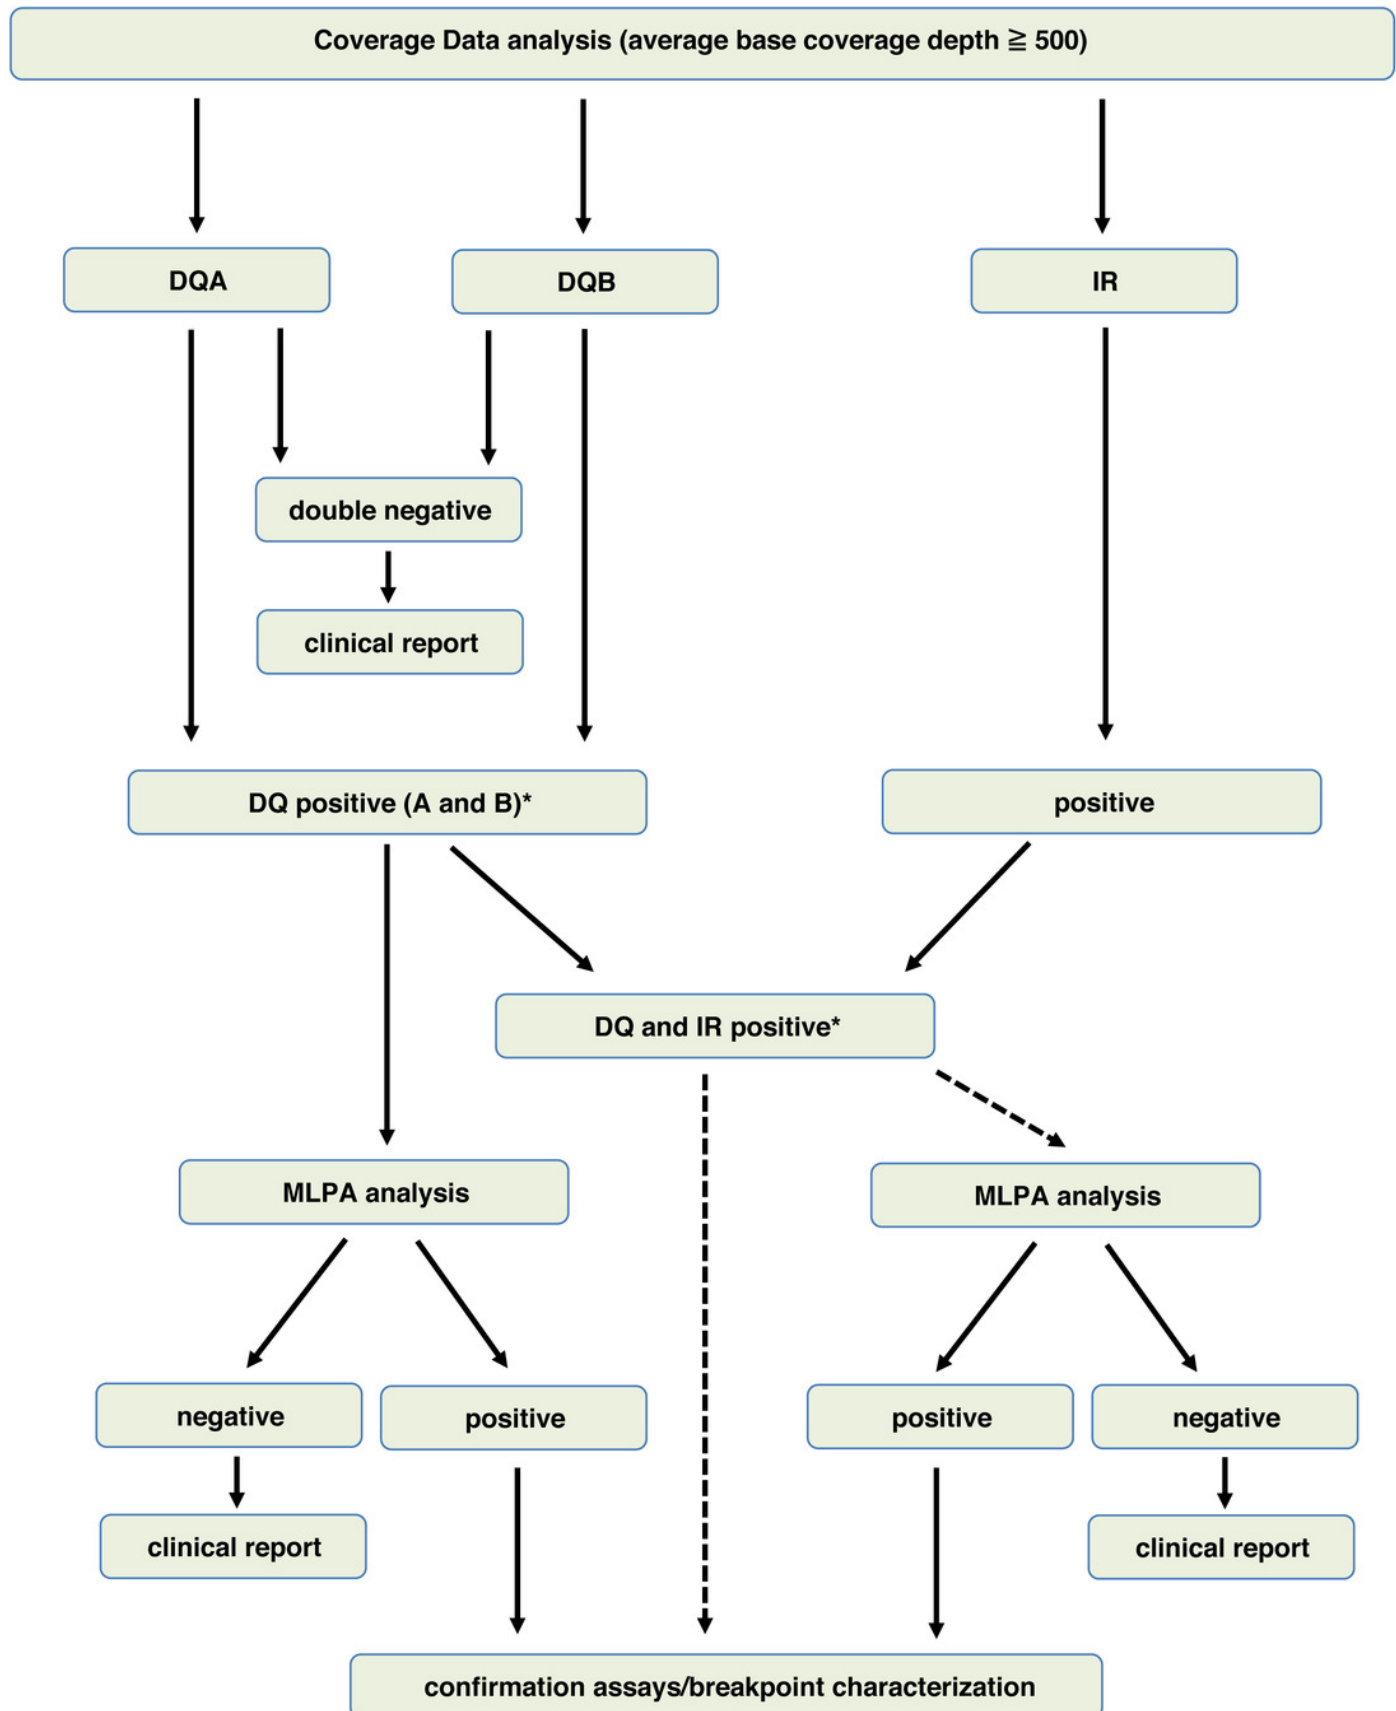 Coverage Data analysis (average base coverage depth ≧ 500)
DQA
DQB
IR
double negative
clinical report
DQ positive (A and B)*
positive
DQ and IR positive*
MLPA analysis
MLPA analysis
negative
positive
positive
negative
clinical report
clinical report
confirmation assays/breakpoint characterization